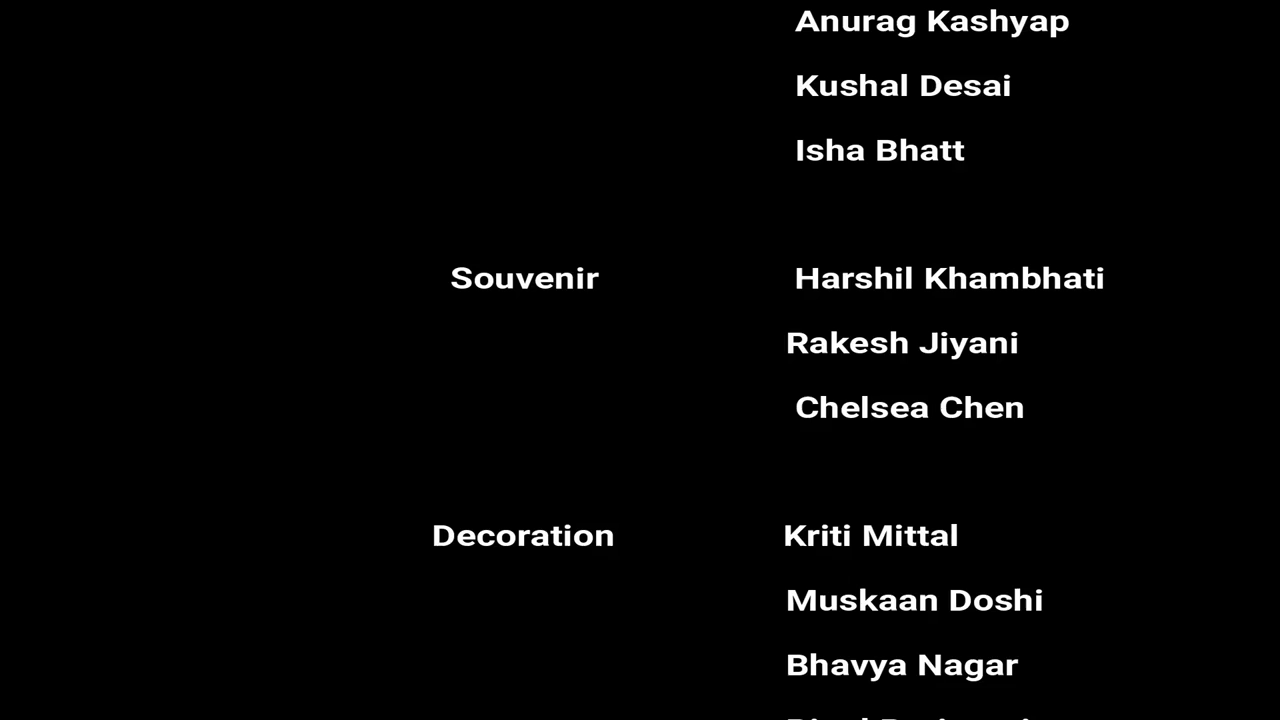 Anurag Kashyap
Kushal Desai
Isha Bhatt
Souvenir Harshil Khambhati
Rakesh Jiyani
Chelsea Chen
Decoration Kriti Mittal
Muskaan Doshi
Bhavya Nagar